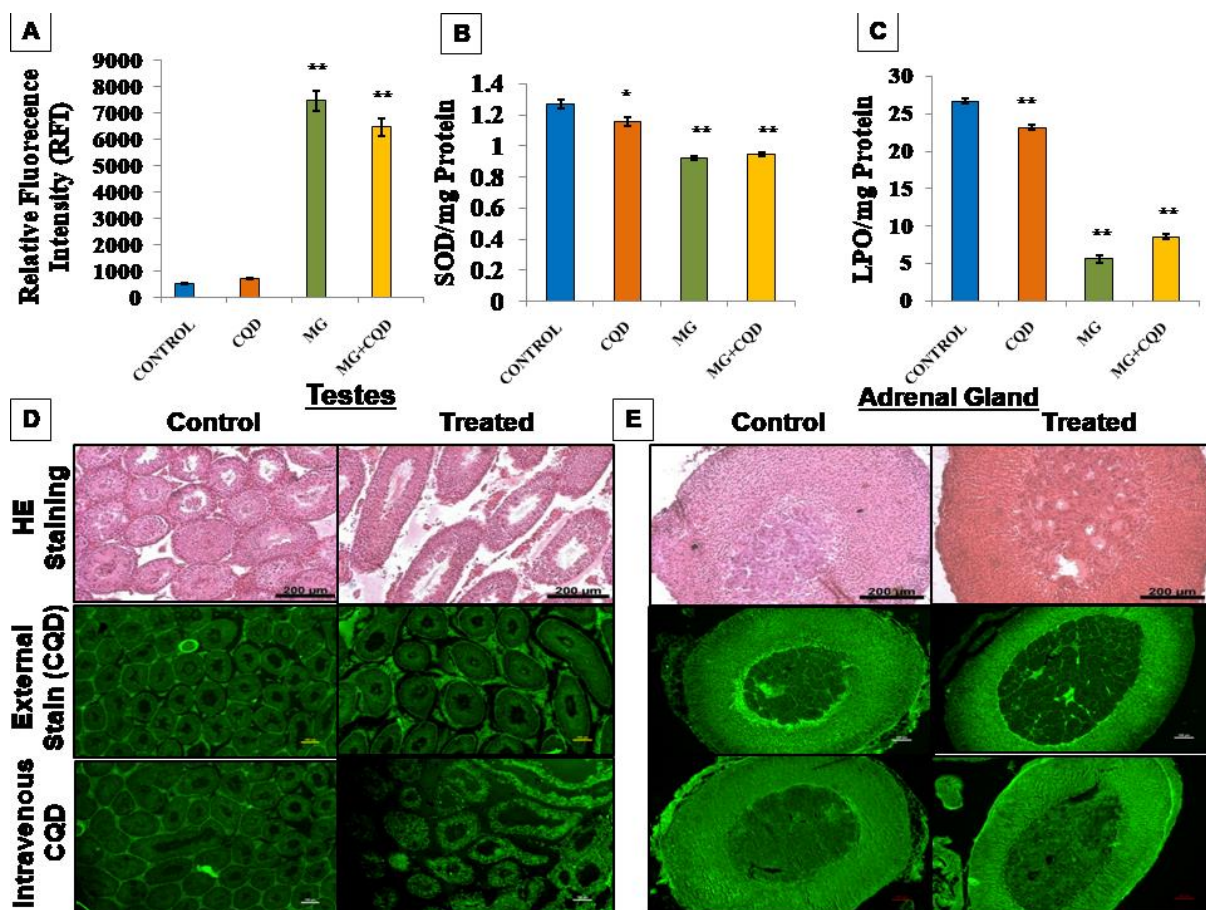 A
Relative Fluorecence
Intensity (RFI)
9000
8000
7000
6000
5000
4000
3000
2000
1000
0
**
**
CONTROL
CQD
MG
MG+CQD
B
SOD/mg Protein
1.4
1.2
1
0.8
0.6
0.4
0.2
0
*
**
**
CONTROL
CQD
MG
MG+CQD
C
LPO/mg Protein
30
25
20
15
10
5
0
**
**
**
CONTROL
CQD
MG
MG+CQD
Testes
D
Control
Treated
Adrenal Gland
E
Control
Treated
HE
Staining
200 µm
200 µm
200 µm
200 µm
External
Stain (CQD)
Intravenous
CQD